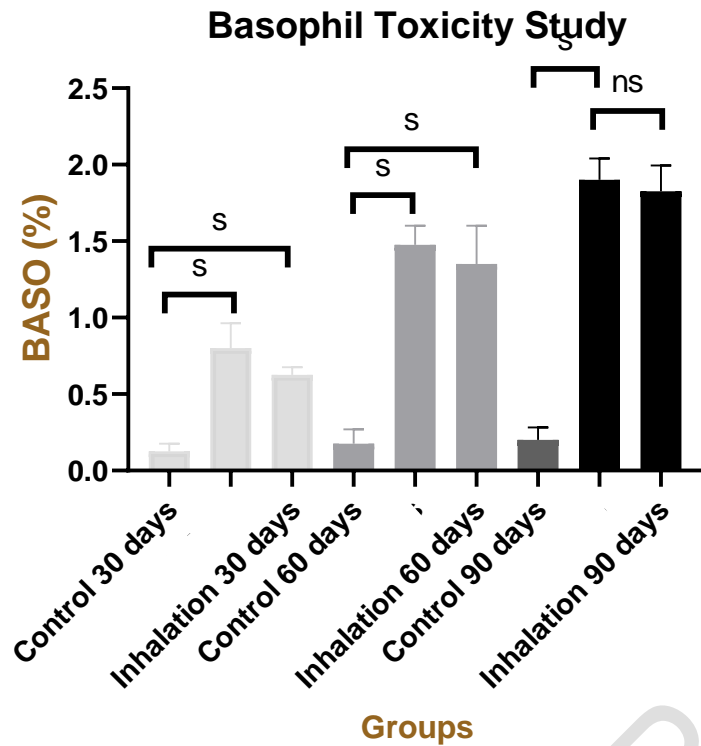 Basophil Toxicity Study
s
ns
s
s
s
s
2.5
2.0
1.5
1.0
0.5
0.0
BASO (%)
Control 30 days
Inhalation 30 days
Control 60 days
Inhalation 60 days
Control 90 days
Inhalation 90 days
Groups